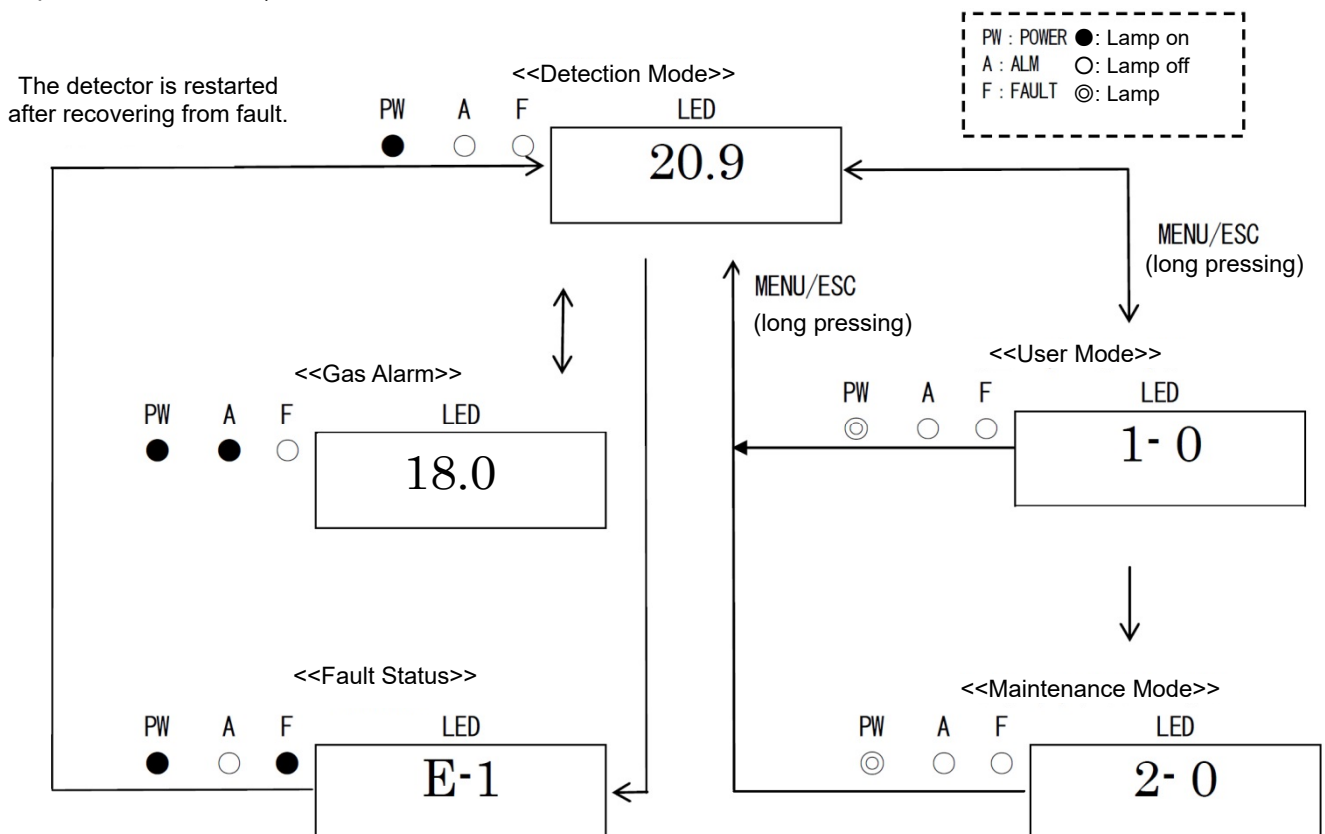 PW : POWER ●: Lamp on
A : ALM ○: Lamp off
F : FAULT ◎: Lamp
The detector is restarted
after recovering from fault.
<<Detection Mode>>
PW A F LED
● ○ ○
20.9
MENU/ESC
(long pressing)
MENU/ESC
(long pressing)
<<Gas Alarm>>
PW A F LED
● ● ○
18.0
<<User Mode>>
PW A F LED
◎ ○ ○
1- 0
<<Fault Status>>
PW A F LED
● ○ ●
E-1
<<Maintenance Mode>>
PW A F LED
◎ ○ ○
2- 0